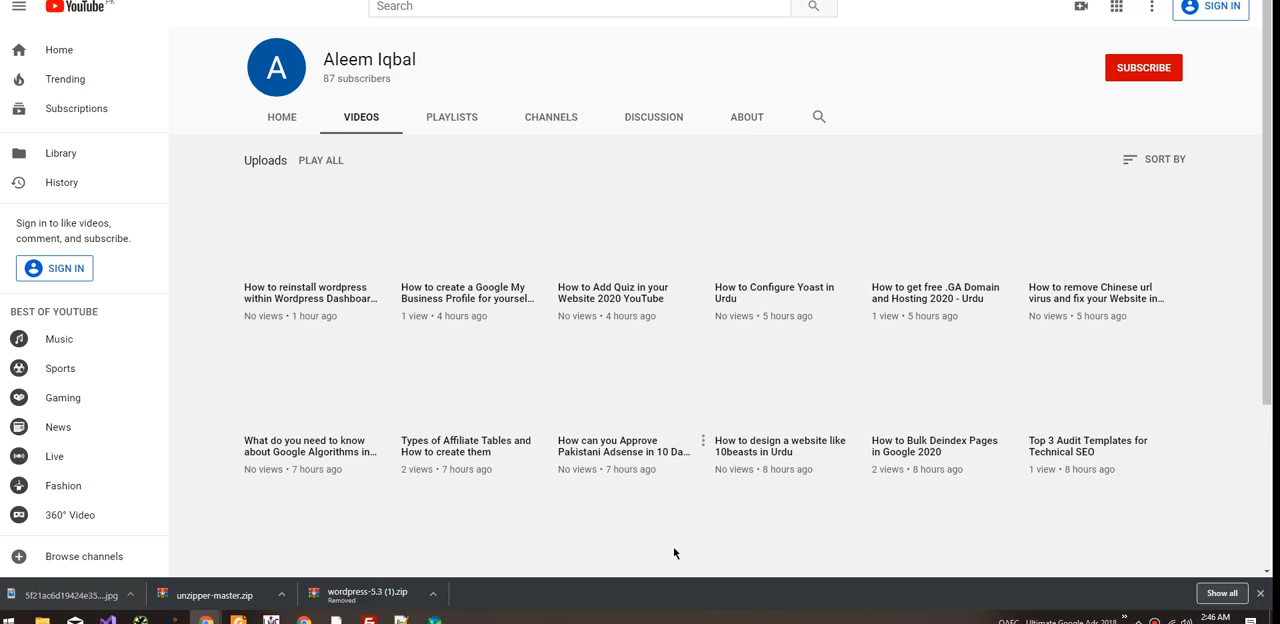 YouTube PK
Search
SIGN IN
Home
Trending
Subscriptions
Library
History
Sign in to like videos,
comment, and subscribe.
SIGN IN
BEST OF YOUTUBE
Music
Sports
Gaming
News
Live
Fashion
360° Video
Browse channels
A
Aleem Iqbal
87 subscribers
SUBSCRIBE
HOME VIDEOS PLAYLISTS CHANNELS DISCUSSION ABOUT
Uploads PLAY ALL
SORT BY
How to reinstall wordpress
within Wordpress Dashboar...
No views • 1 hour ago
How to create a Google My
Business Profile for yoursel...
1 view • 4 hours ago
How to Add Quiz in your
Website 2020 YouTube
No views • 4 hours ago
How to Configure Yoast in
Urdu
No views • 5 hours ago
How to get free .GA Domain
and Hosting 2020 - Urdu
1 view • 5 hours ago
How to remove Chinese url
virus and fix your Website in...
No views • 5 hours ago
What do you need to know
about Google Algorithms in...
No views • 7 hours ago
Types of Affiliate Tables and
How to create them
2 views • 7 hours ago
How can you Approve
Pakistani Adsense in 10 Da...
No views • 7 hours ago
How to design a website like
10beasts in Urdu
No views • 8 hours ago
How to Bulk Deindex Pages
in Google 2020
2 views • 8 hours ago
Top 3 Audit Templates for
Technical SEO
1 view • 8 hours ago
5f21ac6d19424e35....jpg
unzipper-master.zip
wordpress-5.3 (1).zip
Removed
Show all
Ultimate Google Ads 2018
2:46 AM